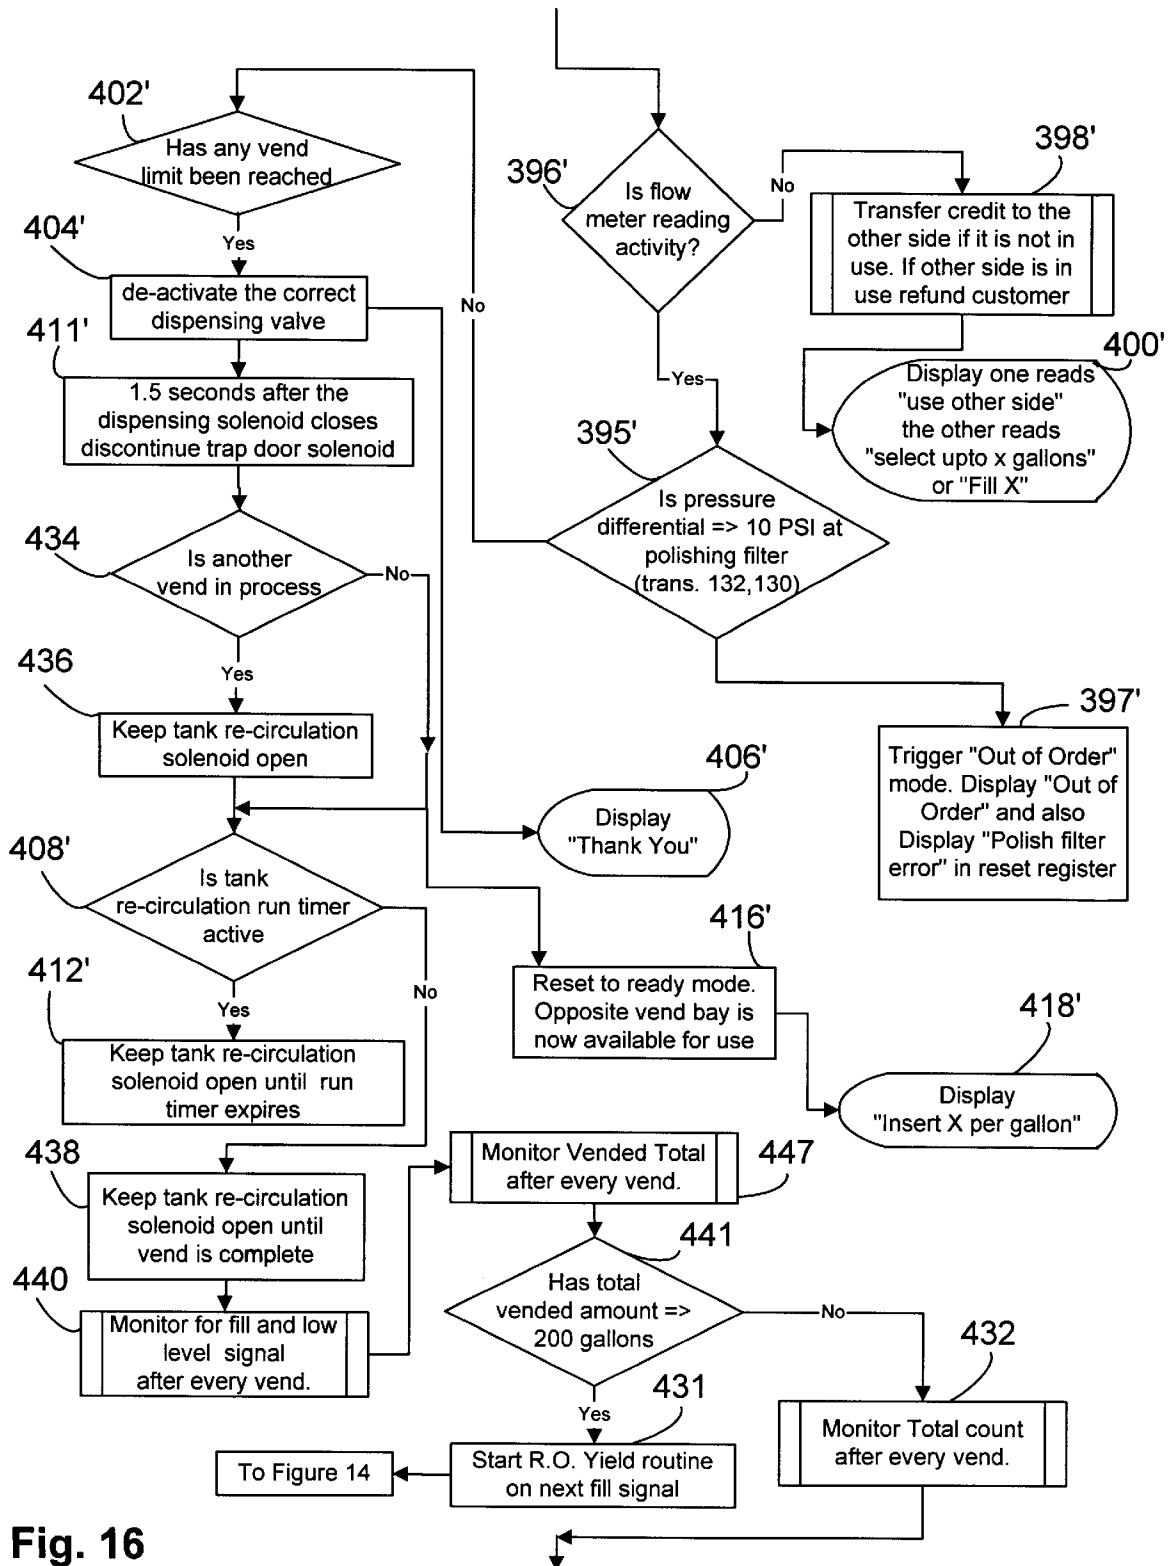 402'
Has any vend
limit been reached
Yes
404'
de-activate the correct
dispensing valve
411'
1.5 seconds after the
dispensing solenoid closes
discontinue trap door solenoid
434
Is another
vend in process
No
Yes
436
Keep tank re-circulation
solenoid open
408'
Is tank
re-circulation run timer
active
No
Yes
412'
Keep tank re-circulation
solenoid open until run
timer expires
438
Keep tank re-circulation
solenoid open until
vend is complete
440
Monitor for fill and low
level signal
after every vend.
396'
Is flow
meter reading
activity?
No
398'
Transfer credit to the
other side if it is not in
use. If other side is in
use refund customer
400'
Display one reads
"use other side"
the other reads
"select upto x gallons"
or "Fill X"
Yes
395'
Is pressure
differential => 10 PSI at
polishing filter
(trans. 132,130)
No
397'
Trigger "Out of Order"
mode. Display "Out of
Order" and also
Display "Polish filter
error" in reset register
406'
Display
"Thank You"
416'
Reset to ready mode.
Opposite vend bay is
now available for use
418'
Display
"Insert X per gallon"
Monitor Vended Total
after every vend.
447
441
Has total
vended amount =>
200 gallons
No
Yes
431
Start R.O. Yield routine
on next fill signal
To Figure 14
432
Monitor Total count
after every vend.
Fig. 16